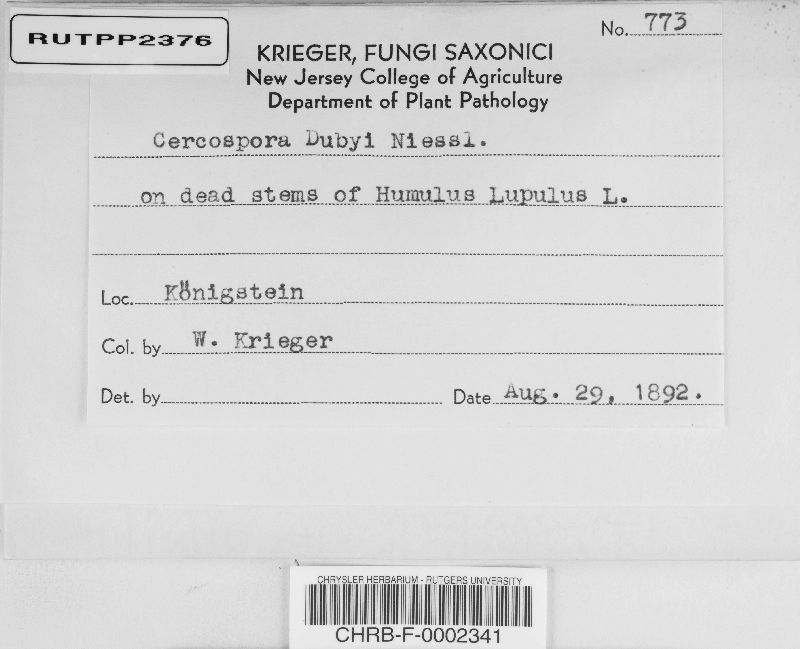 RUTPP2376
No. 773
KRIEGER, FUNGI SAXONICI
New Jersey College of Agriculture
Department of Plant Pathology
Cercospora Dubyi Niessl.
on dead stems of Humulus Lupulus L.
Loc. Königstein
Col. by W. Krieger
Det. by
Date Aug. 29, 1892.
CHRYSLER HERBARIUM - RUTGERS UNIVERSITY
CHRB-F-0002341